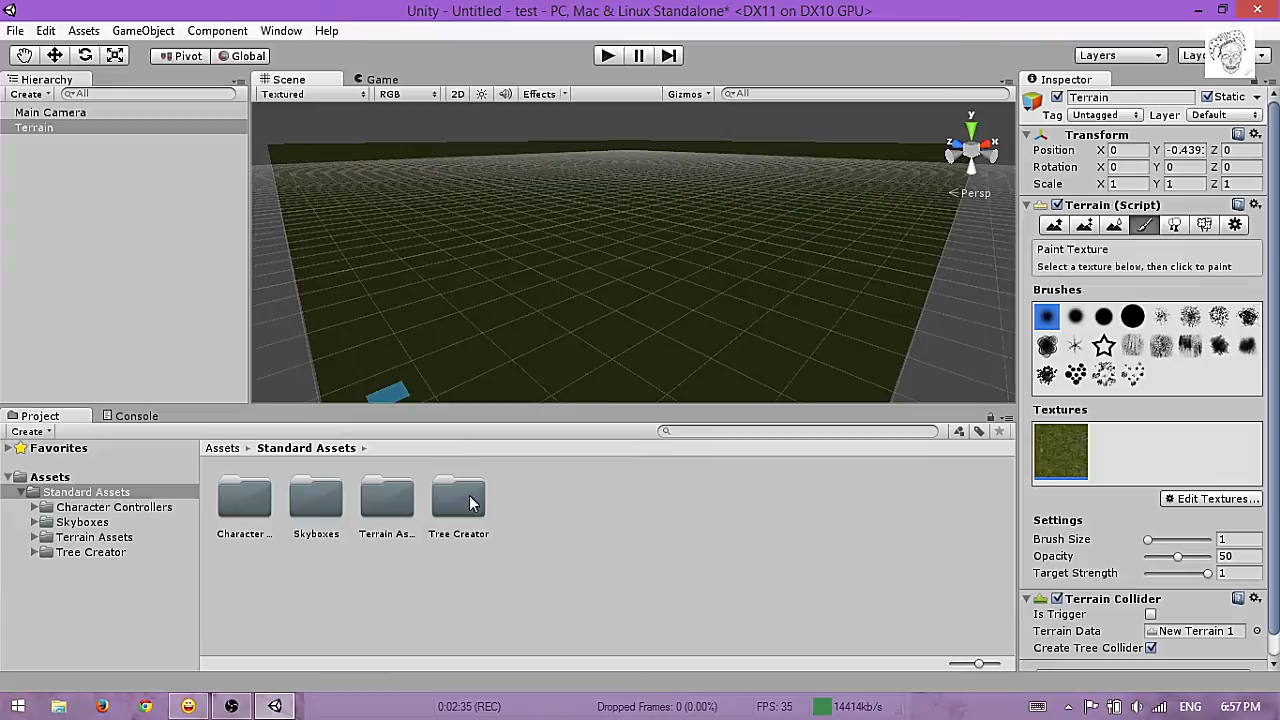 Unity - Untitled - test - PC, Mac & Linux Standalone* <DX11 on DX10 GPU>
File Edit Assets GameObject Component Window Help
Pivot Global Layers
Hierarchy Scene Game Inspector
Create All Textured RGB 2D Effects Gizmos All
Main Camera
Terrain
y
z x
Persp
Terrain Static
Tag Untagged Layer Default
Transform
Position X 0 Y -0.439 Z 0
Rotation X 0 Y 0 Z 0
Scale X 1 Y 1 Z 1
Terrain (Script)
Paint Texture
Select a texture below, then click to paint
Brushes
Textures
Edit Textures...
Settings
Brush Size 1
Opacity 50
Target Strength 1
Terrain Collider
Is Trigger
Terrain Data New Terrain 1
Create Tree Collider
Project Console
Create
Favorites
Assets
Standard Assets
Character Controllers
Skyboxes
Terrain Assets
Tree Creator
Assets Standard Assets
Character ... Skyboxes Terrain As... Tree Creator
0:02:35 (REC) Dropped Frames: 0 (0.00%) FPS: 35 14414kb/s ENG 6:57 PM